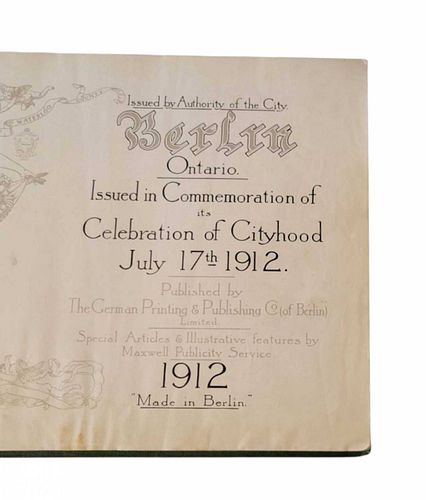 WATERLOO COUNTY
Issued by Authority of the City.
Berlin
Ontario.
Issued in Commemoration of
its
Celebration of Cityhood
July 17th 1912.
Published by
The German Printing & Publishing Co (of Berlin)
Limited.
Special Articles & Illustrative features by
Maxwell Publicity Service.
1912
"Made in Berlin."